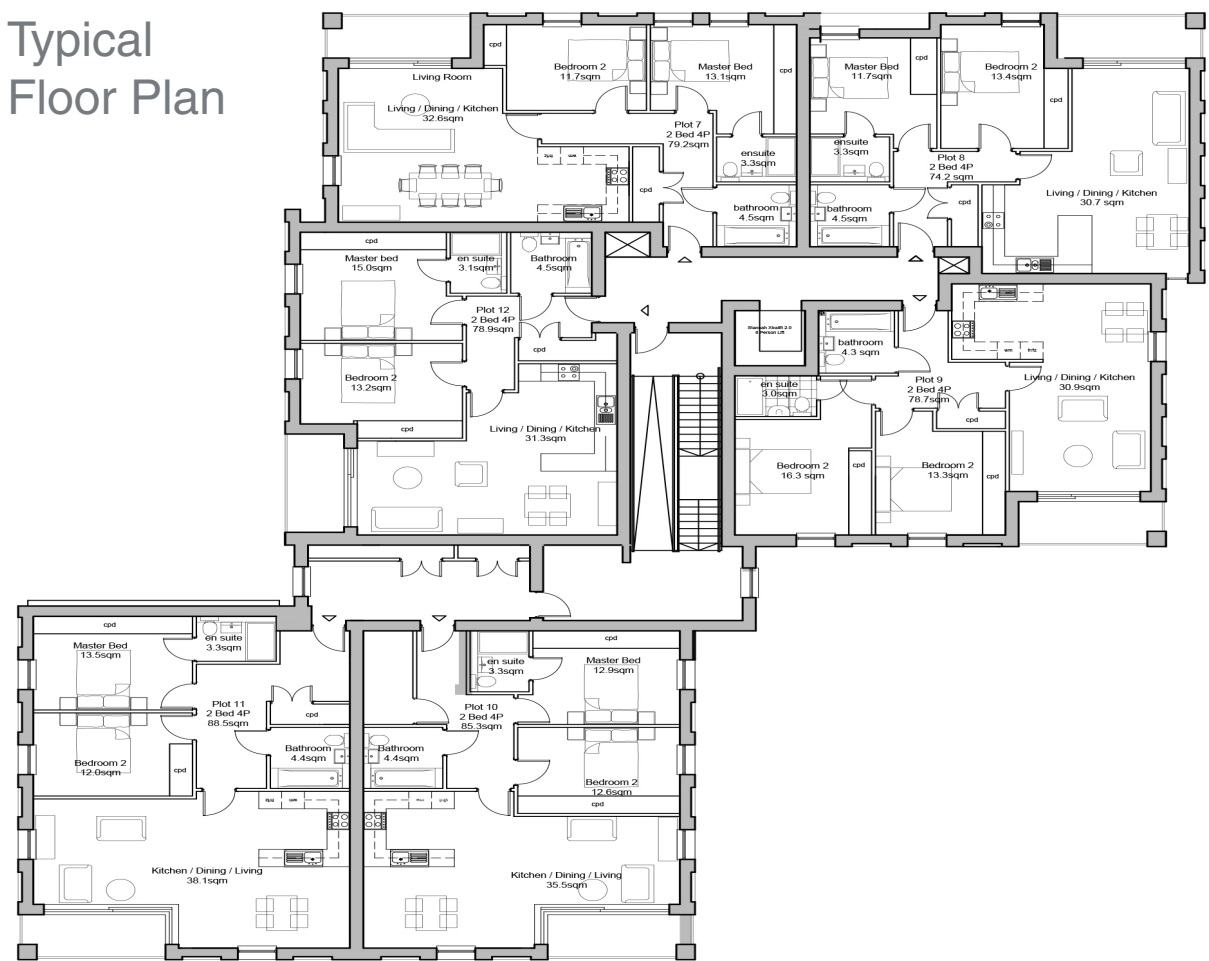 Typical
Floor Plan
cpd
Living Room
Living / Dining / Kitchen
32.6sqm
Bedroom 2
11.7sqm
Master Bed
13.1sqm
cpd
Plot 7
2 Bed 4P
79.2sqm
ensuite
3.3sqm
cpd
bathroom
4.5sqm
wm
Master Bed
11.7sqm
cpd
Bedroom 2
13.4sqm
cpd
ensuite
3.3sqm
Plot 8
2 Bed 4P
74.2 sqm
cpd
bathroom
4.5sqm
Living / Dining / Kitchen
30.7 sqm
cpd
Master bed
15.0sqm
en suite
3.1sqm
Bathroom
4.5sqm
Plot 12
2 Bed 4P
78.9sqm
cpd
Bedroom 2
13.2sqm
cpd
Living / Dining / Kitchen
31.3sqm
8 Person Lift
bathroom
4.3 sqm
en suite
3.0sqm
Plot 9
2 Bed 4P
78.7sqm
cpd
wm
Living / Dining / Kitchen
30.9sqm
Bedroom 2
16.3 sqm
cpd
Bedroom 2
13.3sqm
cpd
cpd
Master Bed
13.5sqm
en suite
3.3sqm
Plot 11
2 Bed 4P
88.5sqm
cpd
Bedroom 2
12.0sqm
cpd
Bathroom
4.4sqm
wm
Kitchen / Dining / Living
38.1sqm
cpd
en suite
3.3sqm
Master Bed
12.9sqm
Plot 10
2 Bed 4P
85.3sqm
Bathroom
4.4sqm
Bedroom 2
12.6sqm
cpd
Kitchen / Dining / Living
35.5sqm